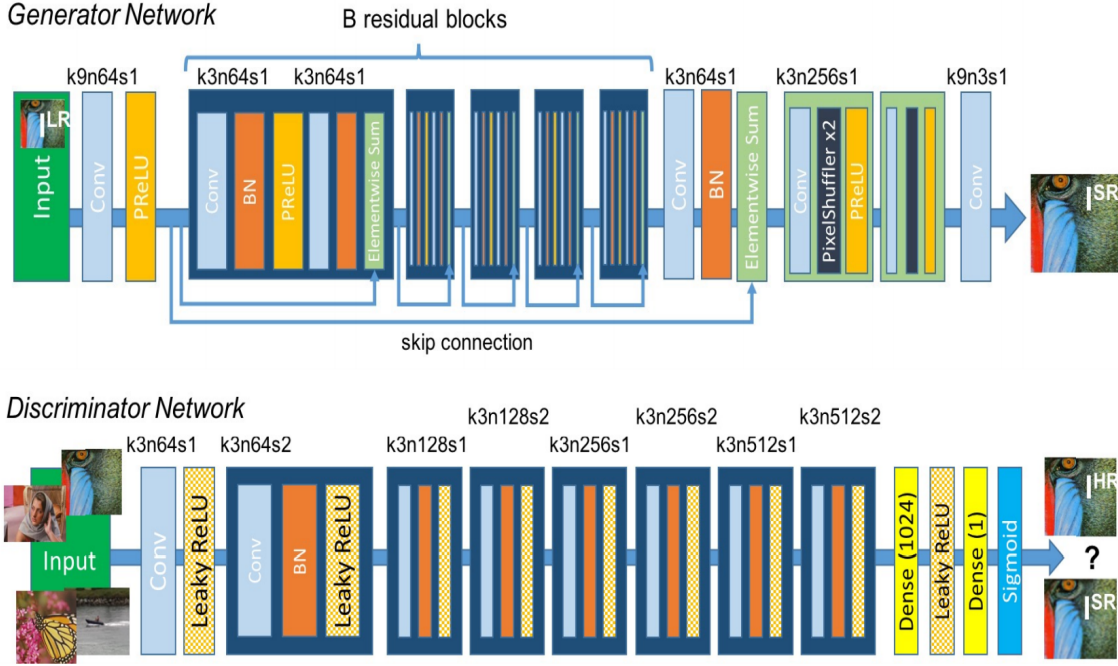 Generator Network
B residual blocks
k9n64s1
k3n64s1
k3n64s1
k3n64s1
k3n256s1
k9n3s1
I LR
Input
Conv
PReLU
Conv
BN
PReLU
Elementwise Sum
Conv
BN
Elementwise Sum
Conv
PixelShuffler x2
PReLU
Conv
I SR
skip connection
Discriminator Network
k3n64s1
k3n64s2
k3n128s1
k3n128s2
k3n256s1
k3n256s2
k3n512s1
k3n512s2
Input
Conv
Leaky ReLU
Conv
BN
Leaky ReLU
Dense (1024)
Leaky ReLU
Dense (1)
Sigmoid
I HR
?
I SR